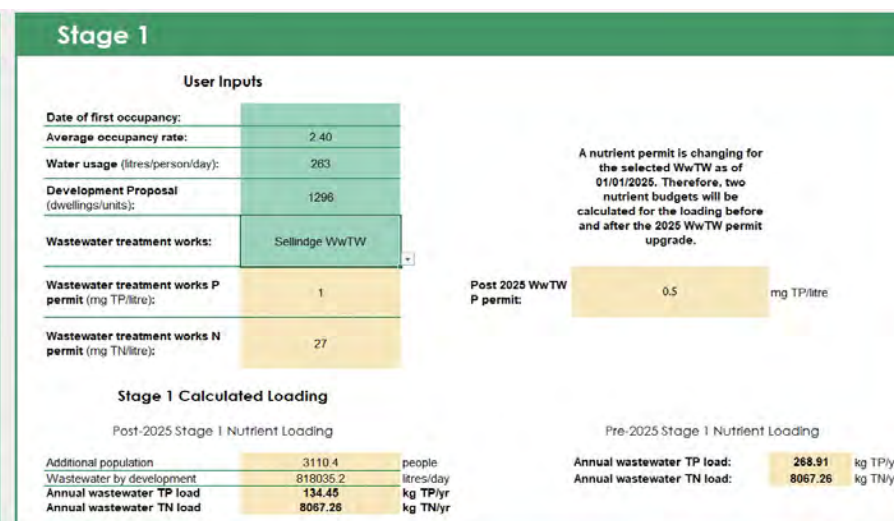 Stage 1
User Inputs
Date of first occupancy:
Average occupancy rate: 2.40
Water usage (litres/person/day): 263
Development Proposal
(dwellings/units): 1296
Wastewater treatment works: Sellindge WwTW
Wastewater treatment works P
permit (mg TP/litre): 1
Wastewater treatment works N
permit (mg TN/litre): 27
A nutrient permit is changing for
the selected WwTW as of
01/01/2025. Therefore, two
nutrient budgets will be
calculated for the loading before
and after the 2025 WwTW permit
upgrade.
Post 2025 WwTW
P permit: 0.5 mg TP/litre
Stage 1 Calculated Loading
Post-2025 Stage 1 Nutrient Loading
Additional population 3110.4 people
Wastewater by development 818035.2 litres/day
Annual wastewater TP load 134.45 kg TP/yr
Annual wastewater TN load 8067.26 kg TN/yr
Pre-2025 Stage 1 Nutrient Loading
Annual wastewater TP load: 268.91 kg TP/y
Annual wastewater TN load: 8067.26 kg TN/y